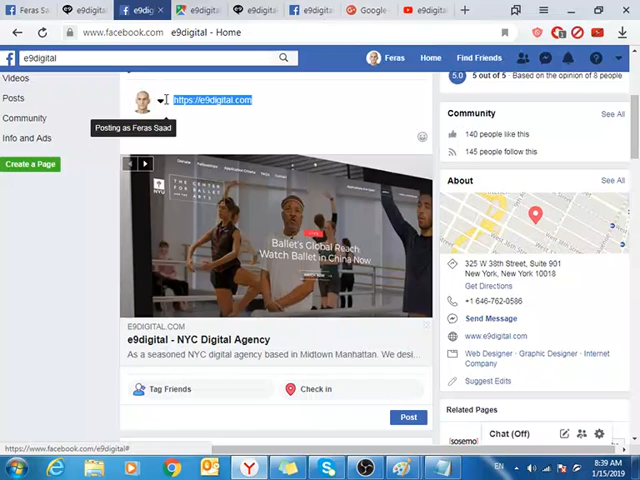 Feras Sa
e9dig
e9digital
Google
e9digital
www.facebook.com e9digital - Home
e9digital
Feras
Home
Find Friends
Videos
Posts
Community
Info and Ads
Create a Page
https://e9digital.com
Posting as Feras Saad
NYU
THE CENTER
FOR BALLET
AND THE
ARTS
Ballet's Global Reach
Watch Ballet in China Now
E9DIGITAL.COM
e9digital - NYC Digital Agency
As a seasoned NYC digital agency based in Midtown Manhattan. We desi...
Tag Friends
Check in
Post
5.0 5 out of 5 · Based on the opinion of 8 people
Community See All
140 people like this
145 people follow this
About See All
325 W 38th Street, Suite 901
New York, New York 10018
Get Directions
+1 646-762-0586
Send Message
www.e9digital.com
Web Designer · Graphic Designer · Internet
Company
Suggest Edits
Related Pages
[sosemo]
Chat (Off)
https://www.facebook.com/e9digital#
EN
8:39 AM
1/15/2019